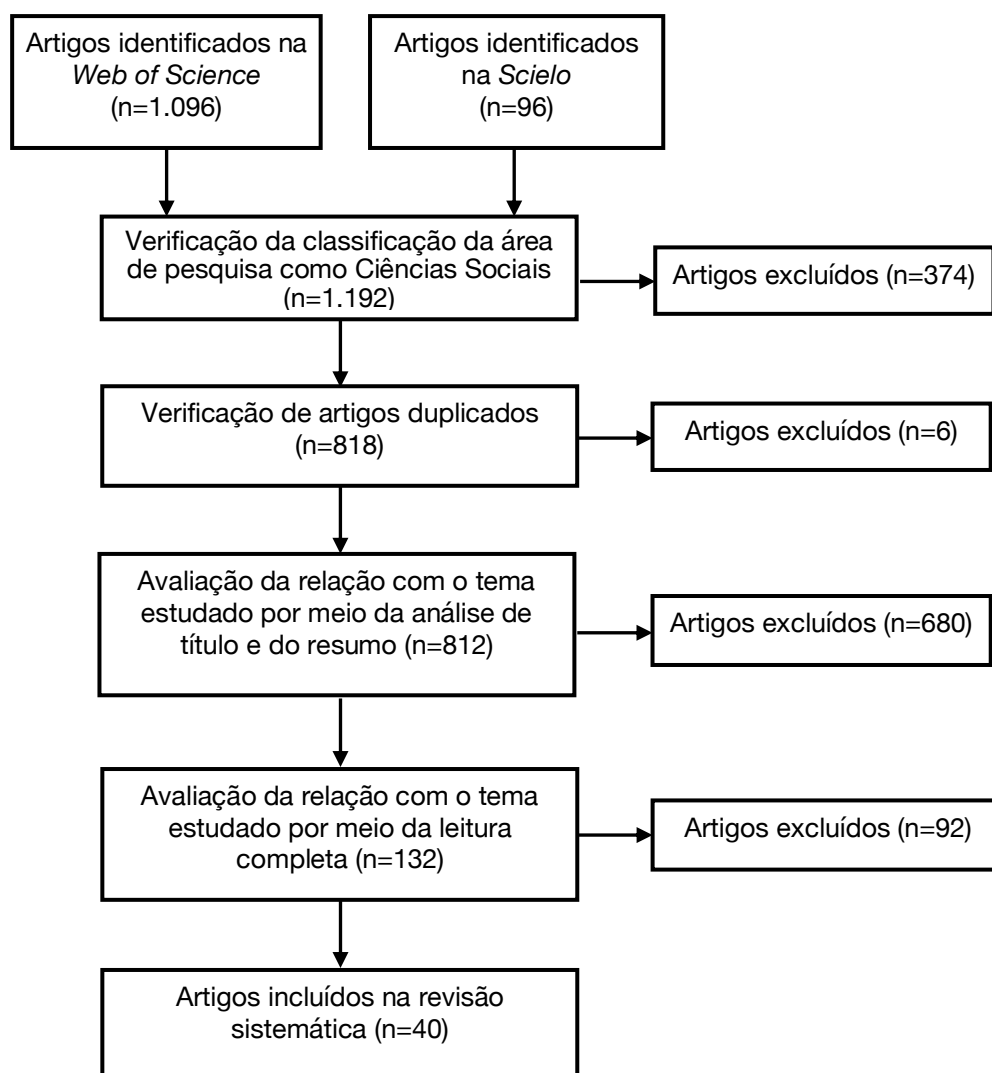 Artigos identificados na
Web of Science
(n=1.096)
Artigos identificados
na Scielo
(n=96)
Verificação da classificação da área
de pesquisa como Ciências Sociais
(n=1.192)
Artigos excluídos (n=374)
Verificação de artigos duplicados
(n=818)
Artigos excluídos (n=6)
Avaliação da relação com o tema
estudado por meio da análise de
título e do resumo (n=812)
Artigos excluídos (n=680)
Avaliação da relação com o tema
estudado por meio da leitura
completa (n=132)
Artigos excluídos (n=92)
Artigos incluídos na revisão
sistemática (n=40)